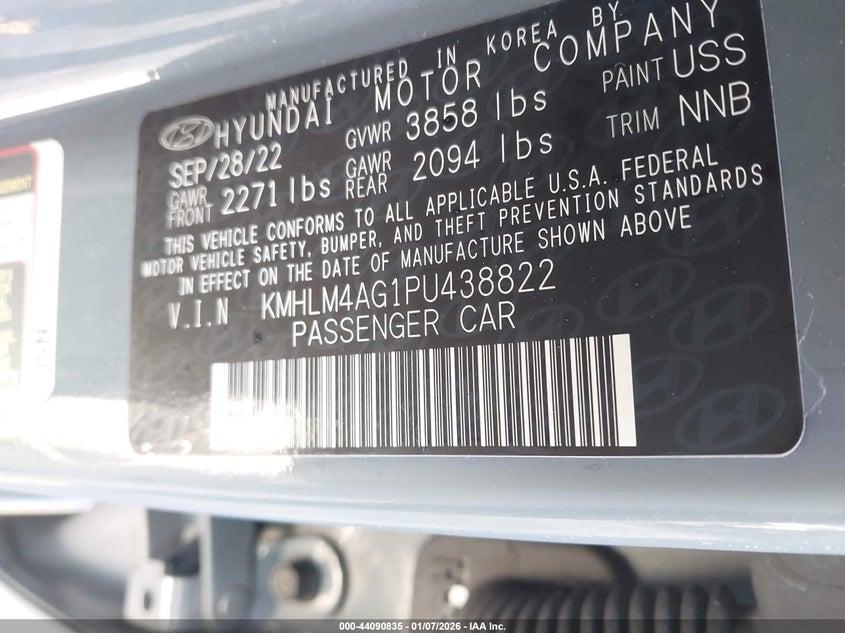 MANUFACTURED IN KOREA BY
HYUNDAI MOTOR COMPANY
SEP/28/22 GVWR 3858 lbs PAINT USS
GAWR FRONT 2271 lbs GAWR REAR 2094 lbs TRIM NNB
THIS VEHICLE CONFORMS TO ALL APPLICABLE U.S.A. FEDERAL
MOTOR VEHICLE SAFETY, BUMPER, AND THEFT PREVENTION STANDARDS
IN EFFECT ON THE DATE OF MANUFACTURE SHOWN ABOVE
V.I.N KMHLM4AG1PU438822
PASSENGER CAR
000-44090835 - 01/07/2026 - IAA Inc.